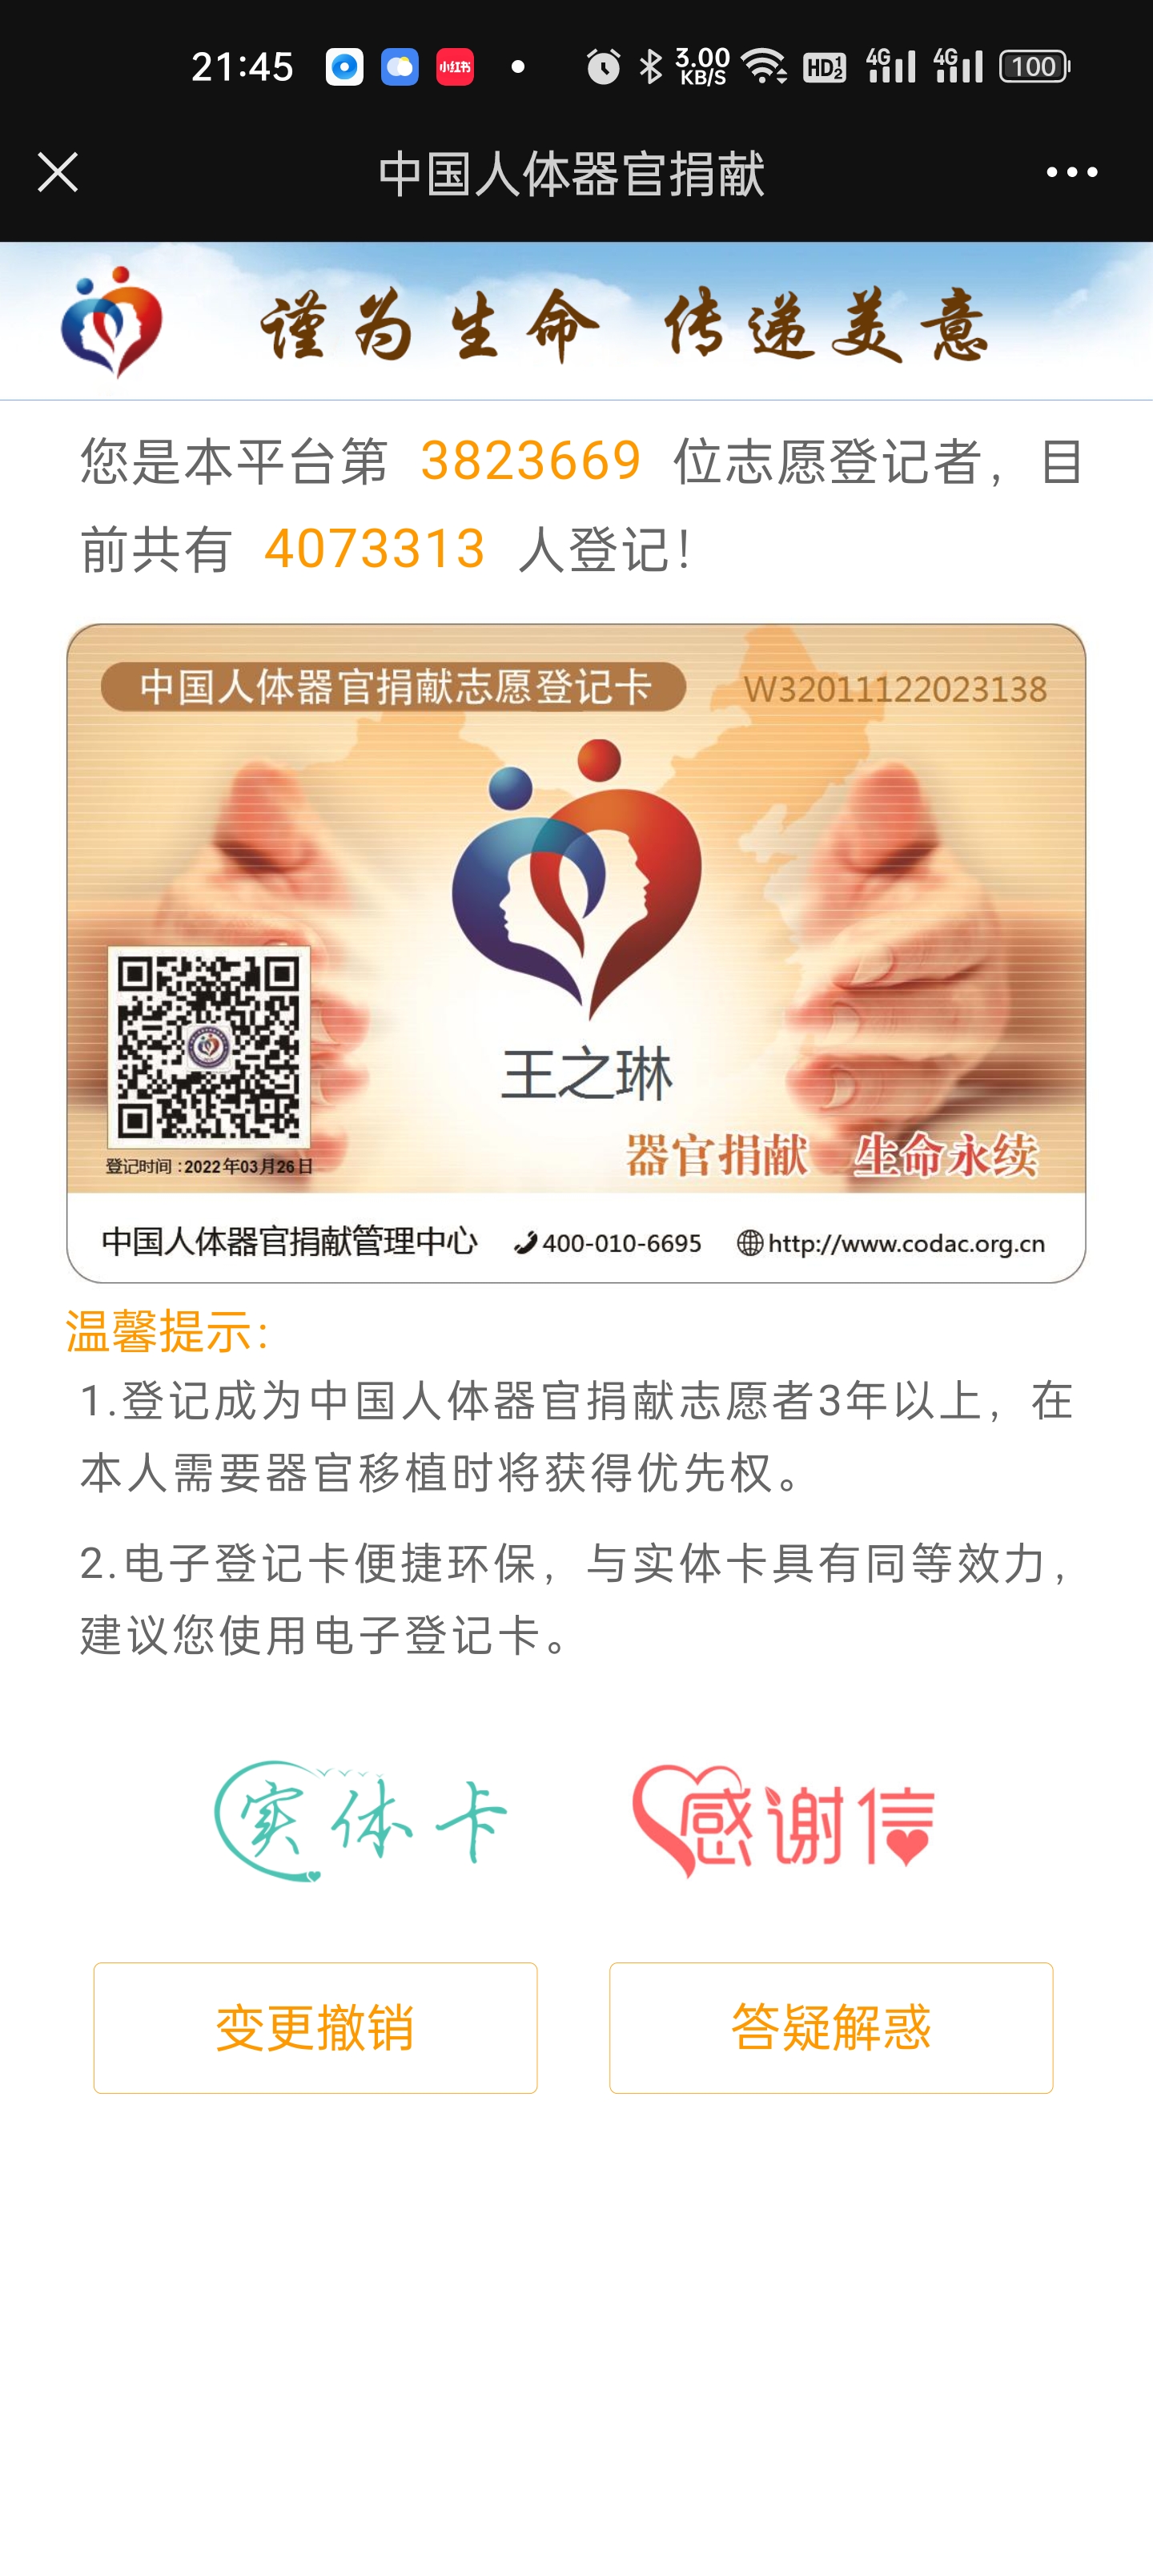 21:45
小红书
3.00 KB/S
HD 1 2
4G
4G
100
中国人体器官捐献
谨为生命 传递美意
您是本平台第 3823669 位志愿登记者，目
前共有 4073313 人登记！
中国人体器官捐献志愿登记卡
W32011122023138
王之琳
器官捐献 生命永续
登记时间：2022年03月26日
中国人体器官捐献管理中心 400-010-6695 http://www.codac.org.cn
温馨提示：
1.登记成为中国人体器官捐献志愿者3年以上，在
本人需要器官移植时将获得优先权。
2.电子登记卡便捷环保，与实体卡具有同等效力，
建议您使用电子登记卡。
实体卡
感谢信
变更撤销
答疑解惑